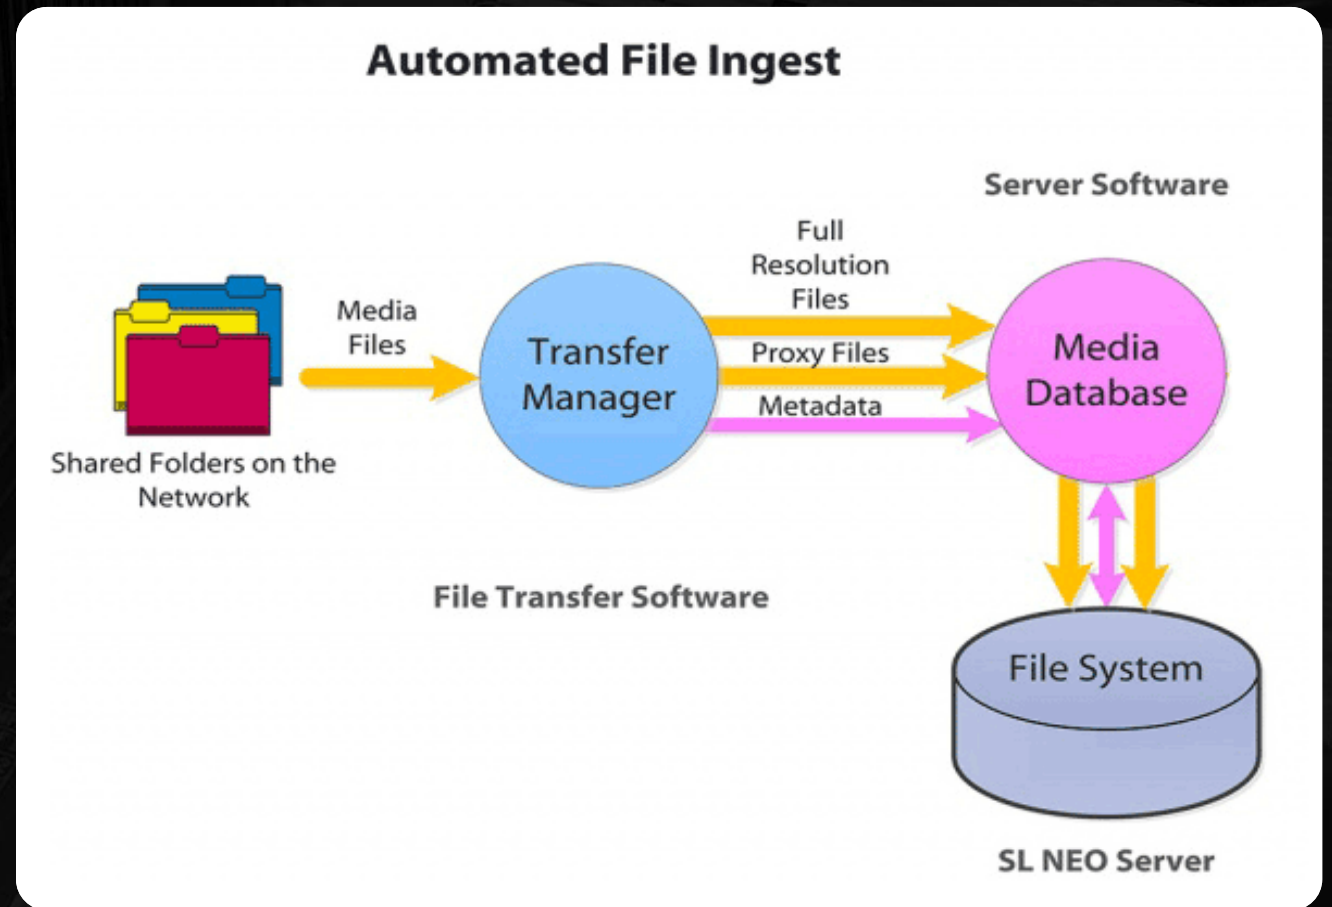 Automated File Ingest
Server Software
Full
Resolution
Files
Media
Files
Proxy Files
Metadata
Transfer
Manager
Media
Database
Shared Folders on the
Network
File Transfer Software
File System
SL NEO Server